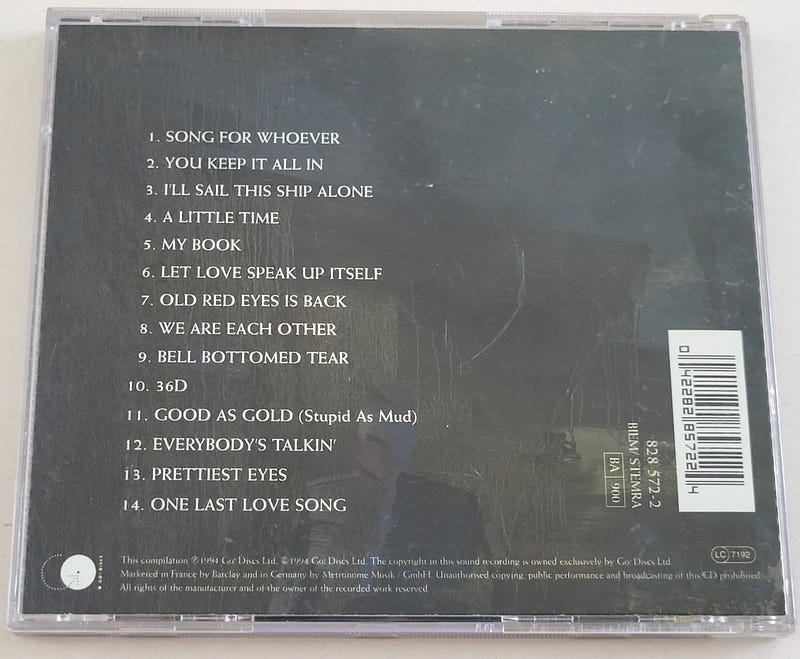 1. SONG FOR WHOEVER
2. YOU KEEP IT ALL IN
3. I'LL SAIL THIS SHIP ALONE
4. A LITTLE TIME
5. MY BOOK
6. LET LOVE SPEAK UP ITSELF
7. OLD RED EYES IS BACK
8. WE ARE EACH OTHER
9. BELL BOTTOMED TEAR
10. 36D
11. GOOD AS GOLD (Stupid As Mud)
12. EVERYBODY'S TALKIN'
13. PRETTIEST EYES
14. ONE LAST LOVE SONG
0 42282 85722 4
828 572-2
BIEM/ STEMRA
BA 900
LC 7192
This compilation ℗1994 Go! Discs Ltd. ©1994 Go! Discs Ltd. The copyright in this sound recording is owned exclusively by Go! Discs Ltd.
Marketed in France by Barclay and in Germany by Metronome Musik / GmbH. Unauthorised copying, public performance and broadcasting of this CD prohibited
All rights of the manufacturer and of the owner of the recorded work reserved